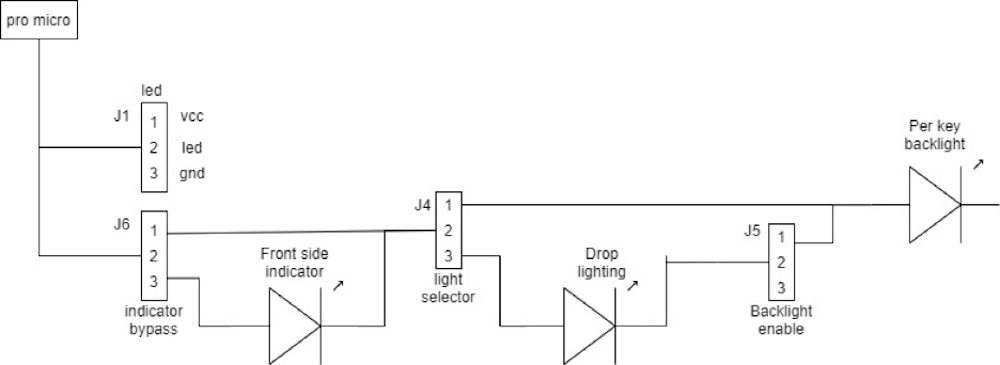 pro micro
led
J1
1
vcc
2
led
3
gnd
J6
1
2
3
indicator
bypass
Front side
indicator
J4
1
2
3
light
selector
Drop
lighting
J5
1
2
3
Backlight
enable
Per key
backlight